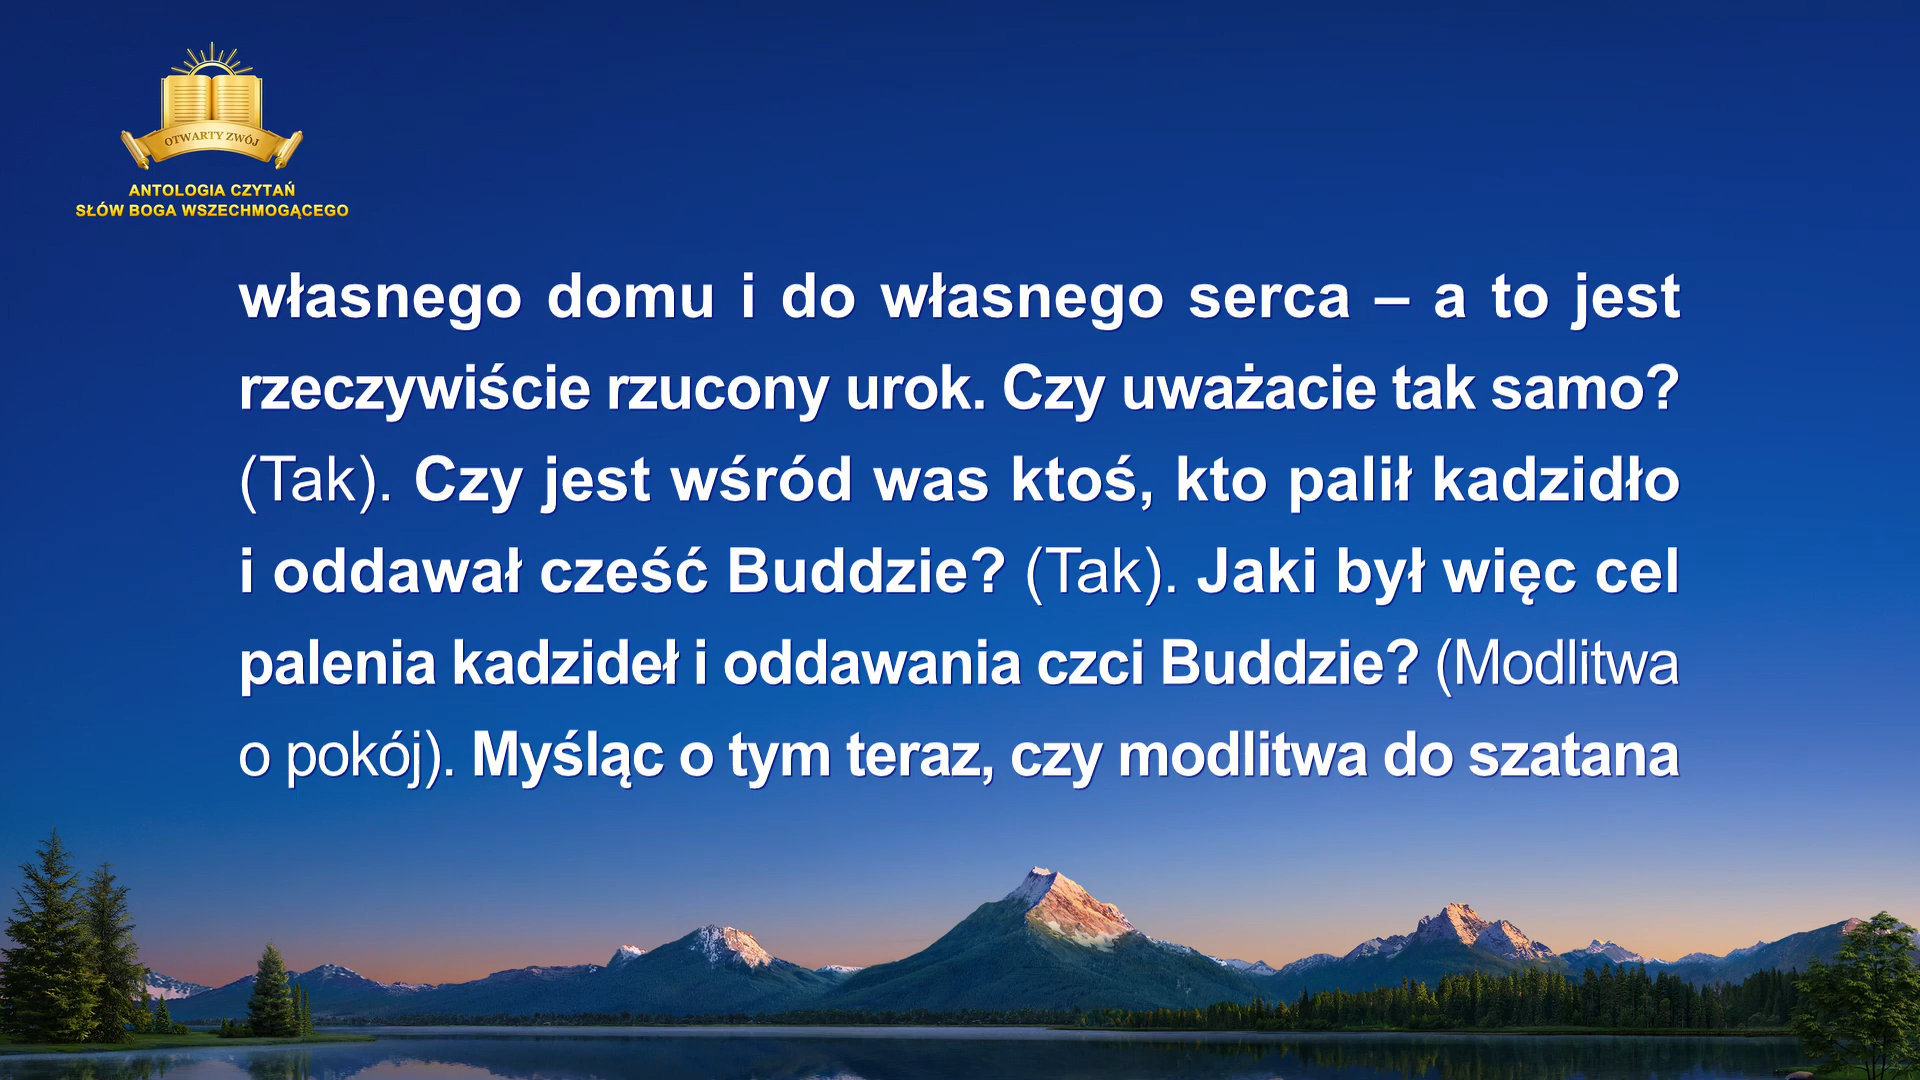 OTWARTY ZWÓJ
ANTOLOGIA CZYTAŃ
SŁÓW BOGA WSZECHMOGĄCEGO
własnego domu i do własnego serca – a to jest
rzeczywiście rzucony urok. Czy uważacie tak samo?
(Tak). Czy jest wśród was ktoś, kto palił kadzidło
i oddawał cześć Buddzie? (Tak). Jaki był więc cel
palenia kadzideł i oddawania czci Buddzie? (Modlitwa
o pokój). Myśląc o tym teraz, czy modlitwa do szatana